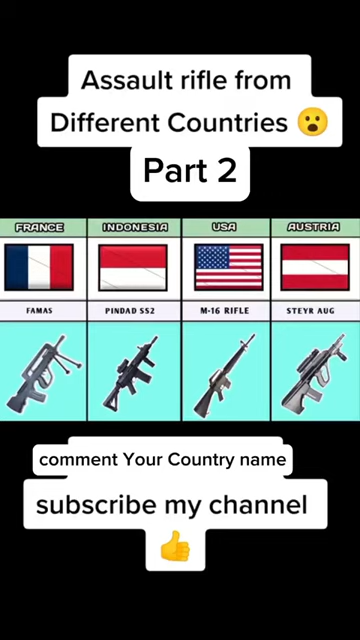 Assault rifle from
Different Countries 😮
Part 2
FRANCE INDONESIA USA AUSTRIA
FAMAS PINDAD SS2 M-16 RIFLE STEYR AUG
comment Your Country name
subscribe my channel
👍